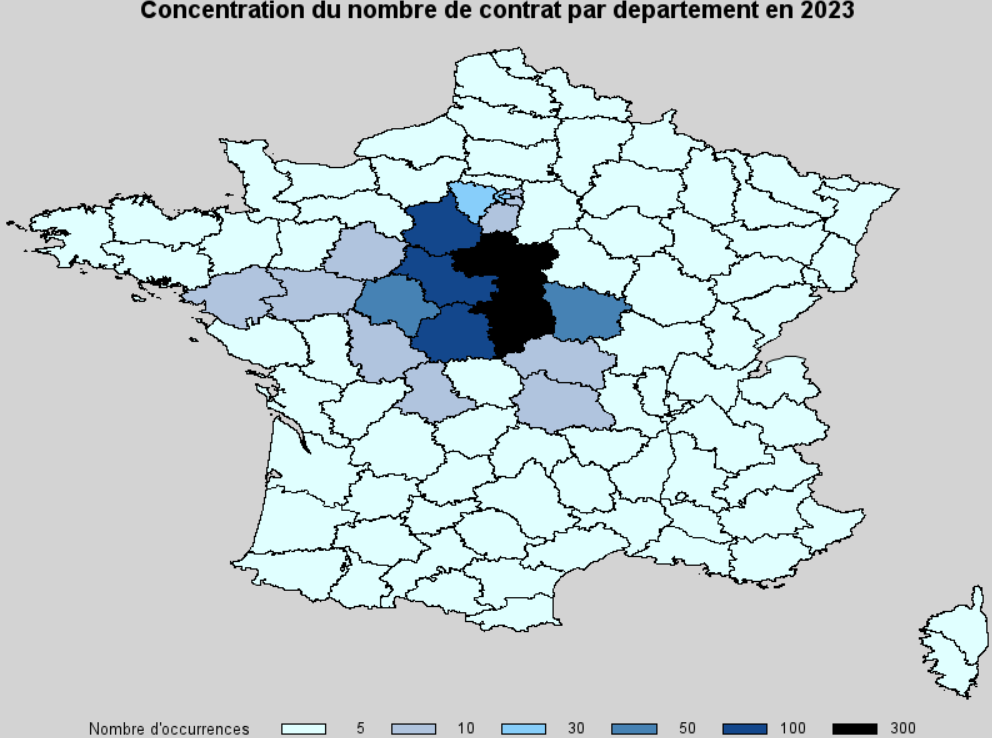 Concentration du nombre de contrat par departement en 2023
Nombre d'occurrences 5 10 30 50 100 300